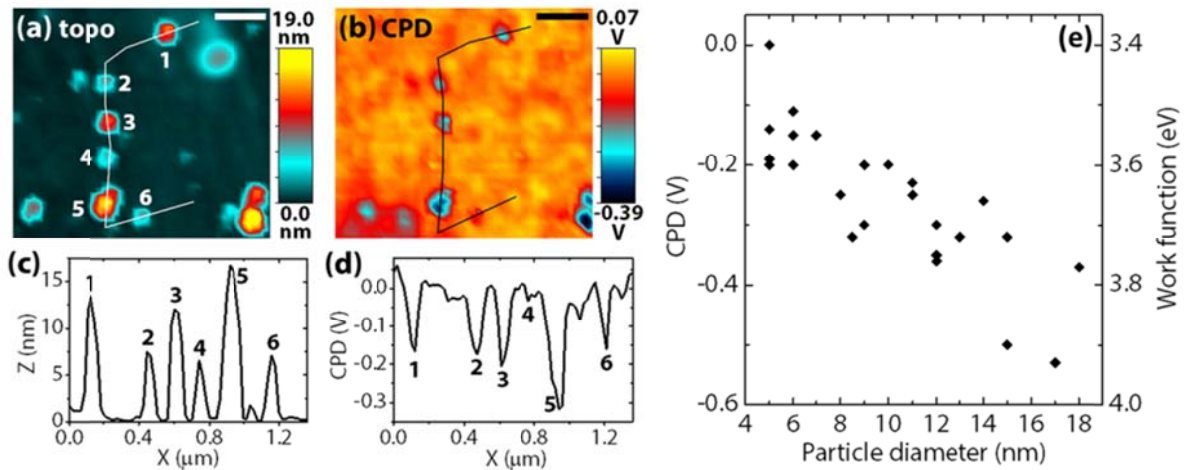 (a) topo
19.0
nm
1
2
3
4
5
6
0.0
nm
(b) CPD
0.07
V
-0.39
V
(c)
15
10
5
0
Z (nm)
1
2
3
4
5
6
0.0 0.4 0.8 1.2
X (μm)
(d)
0.0
-0.1
-0.2
-0.3
CPD (V)
1
2
3
4
5
6
0.0 0.4 0.8 1.2
X (μm)
(e)
0.0
-0.2
-0.4
-0.6
CPD (V)
3.4
3.6
3.8
4.0
Work function (eV)
4 6 8 10 12 14 16 18
Particle diameter (nm)